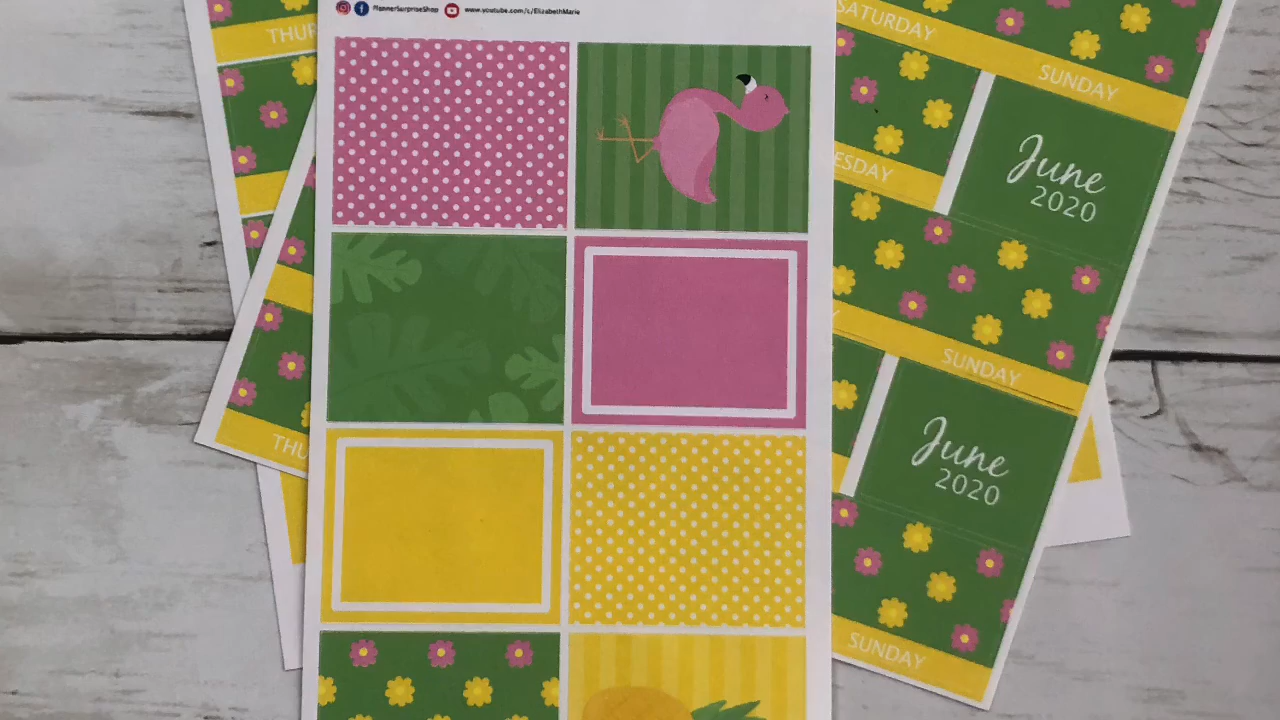 PlannerSurpriseShop www.youtube.com/c/ElizabethMarie
SATURDAY
SUNDAY
June
2020
SUNDAY
June
2020
SUNDAY